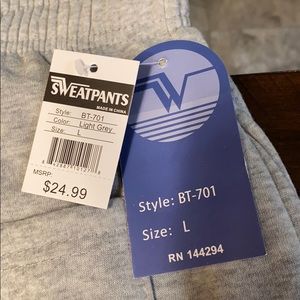 SWEATPANTS
MADE IN CHINA
Style: BT-701
Color: Light Grey
Size: L
MSRP:
$24.99
W
Style: BT-701
Size: L
RN 144294